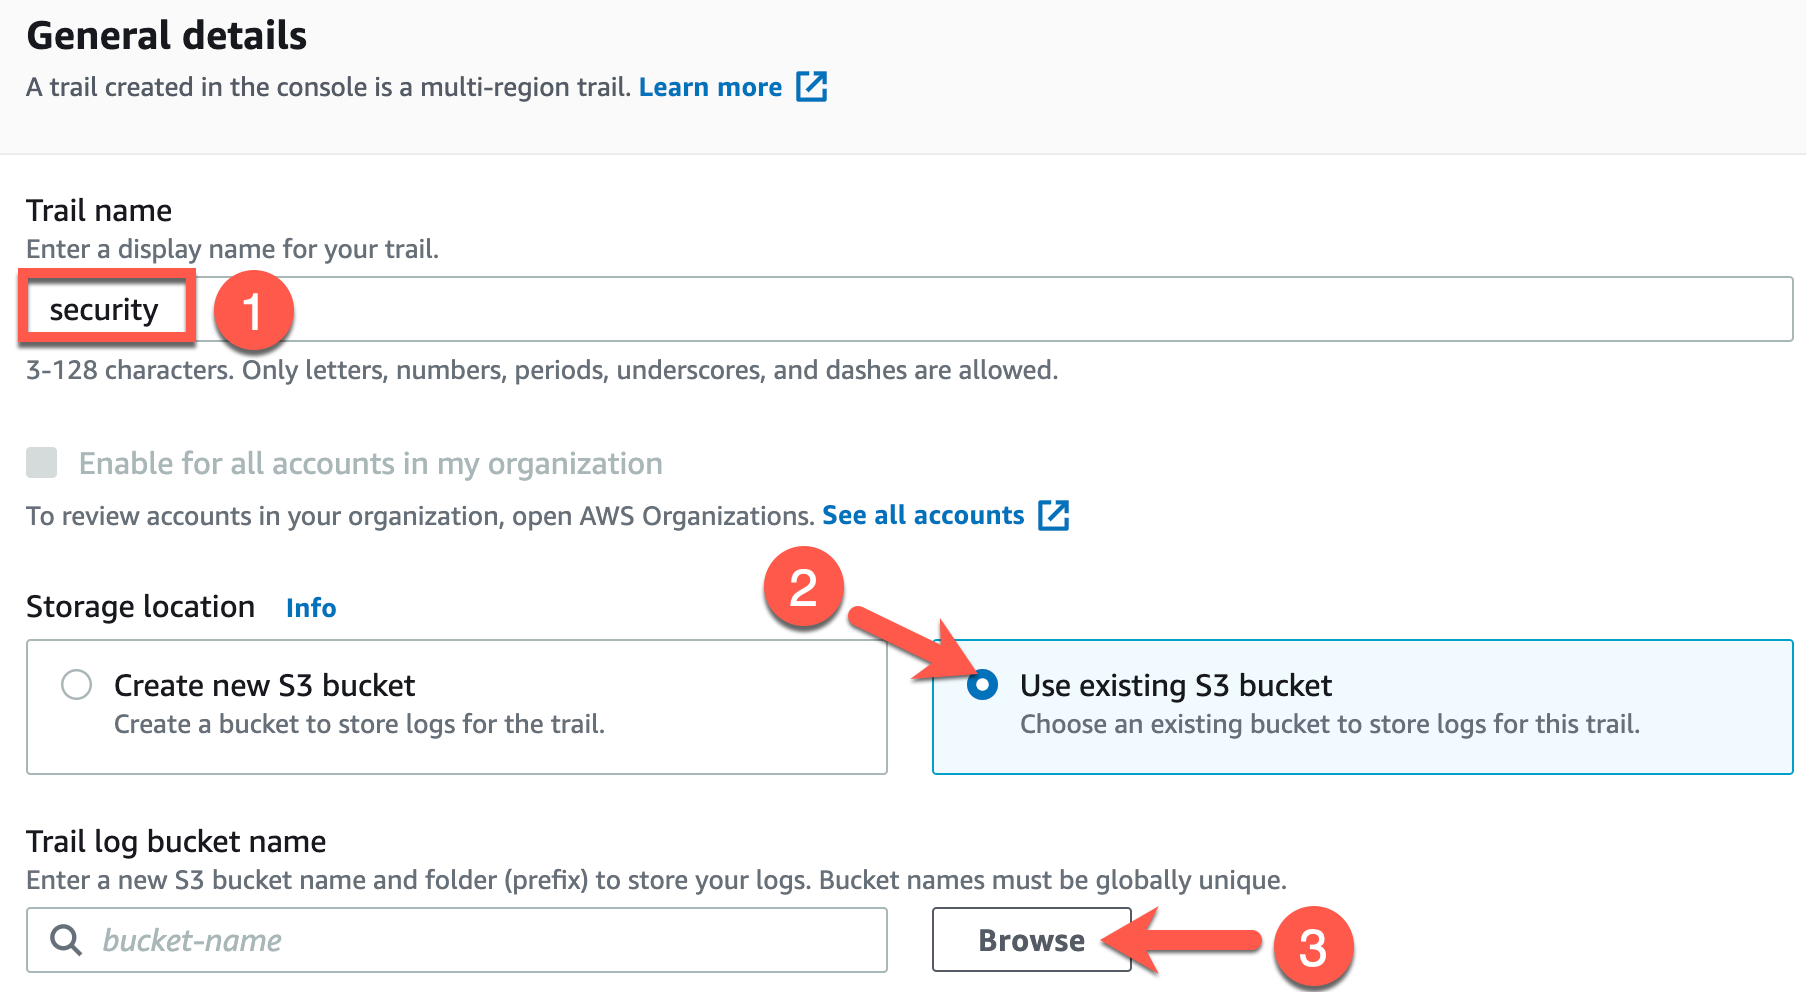 General details
A trail created in the console is a multi-region trail. Learn more
Trail name
Enter a display name for your trail.
security 1
3-128 characters. Only letters, numbers, periods, underscores, and dashes are allowed.
Enable for all accounts in my organization
To review accounts in your organization, open AWS Organizations. See all accounts
2
Storage location Info
Create new S3 bucket
Create a bucket to store logs for the trail.
Use existing S3 bucket
Choose an existing bucket to store logs for this trail.
Trail log bucket name
Enter a new S3 bucket name and folder (prefix) to store your logs. Bucket names must be globally unique.
bucket-name Browse 3